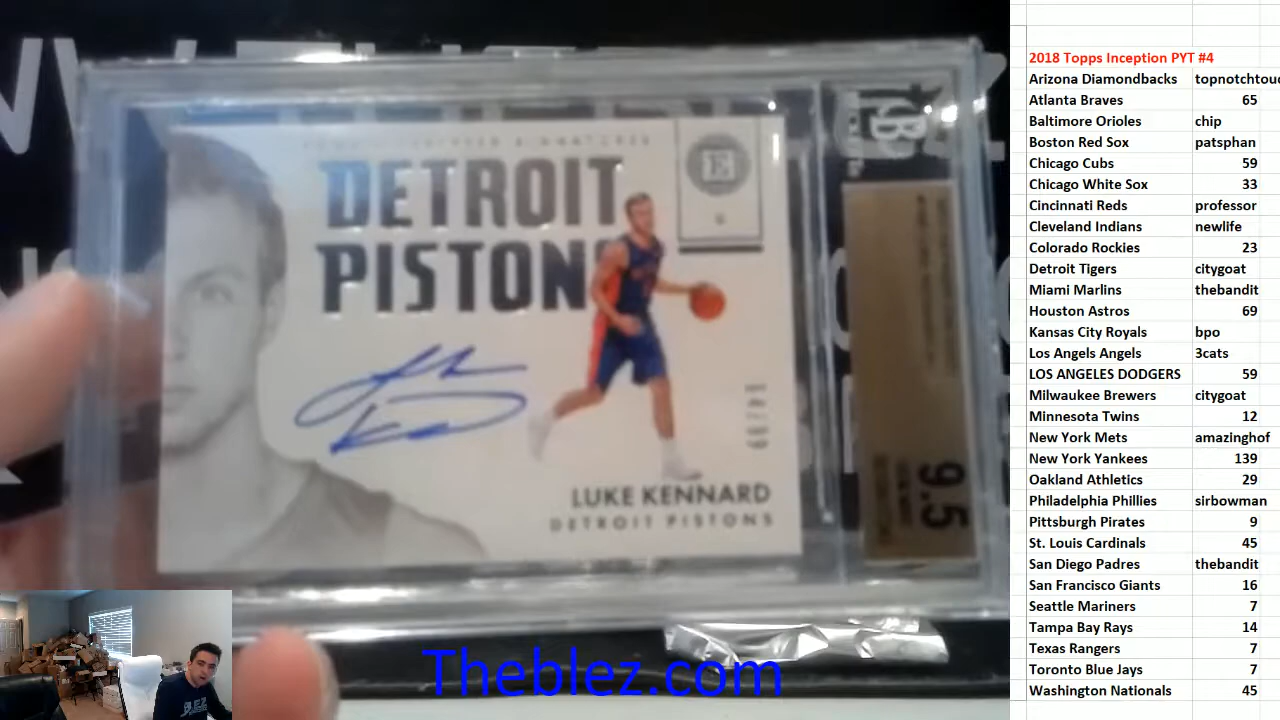 DETROIT
PISTONS
LUKE KENNARD
DETROIT PISTONS
9.5
Theblez.com
2018 Topps Inception PYT #4
Arizona Diamondbacks topnotchtouc
Atlanta Braves 65
Baltimore Orioles chip
Boston Red Sox patsphan
Chicago Cubs 59
Chicago White Sox 33
Cincinnati Reds professor
Cleveland Indians newlife
Colorado Rockies 23
Detroit Tigers citygoat
Miami Marlins thebandit
Houston Astros 69
Kansas City Royals bpo
Los Angels Angels 3cats
LOS ANGELES DODGERS 59
Milwaukee Brewers citygoat
Minnesota Twins 12
New York Mets amazinghof
New York Yankees 139
Oakland Athletics 29
Philadelphia Phillies sirbowman
Pittsburgh Pirates 9
St. Louis Cardinals 45
San Diego Padres thebandit
San Francisco Giants 16
Seattle Mariners 7
Tampa Bay Rays 14
Texas Rangers 7
Toronto Blue Jays 7
Washington Nationals 45